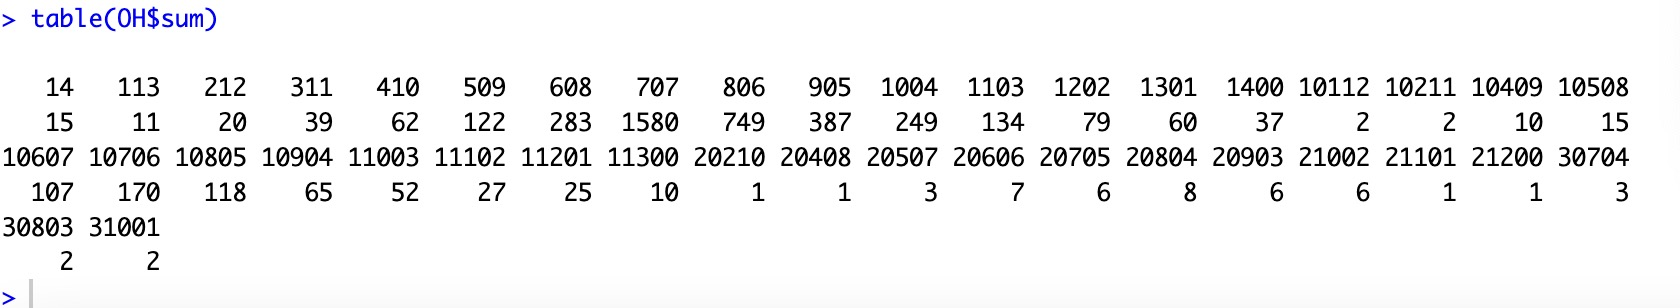 > table(OH$sum)
14 113 212 311 410 509 608 707 806 905 1004 1103 1202 1301 1400 10112 10211 10409 10508
15 11 20 39 62 122 283 1580 749 387 249 134 79 60 37 2 2 10 15
10607 10706 10805 10904 11003 11102 11201 11300 20210 20408 20507 20606 20705 20804 20903 21002 21101 21200 30704
107 170 118 65 52 27 25 10 1 1 3 7 6 8 6 6 1 1 3
30803 31001
2 2
>